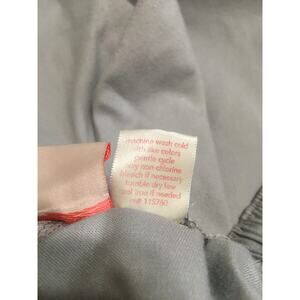 machine wash cold
with like colors
gentle cycle
only non-chlorine
bleach if necessary
tumble dry low
cool iron if needed
rn# 115760